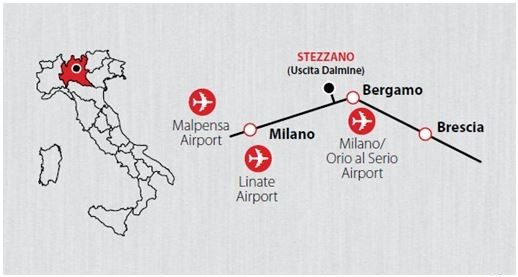 STEZZANO
(Uscita Dalmine)
Bergamo
Malpensa
Airport
Milano
Brescia
Milano/
Orio al Serio
Airport
Linate
Airport